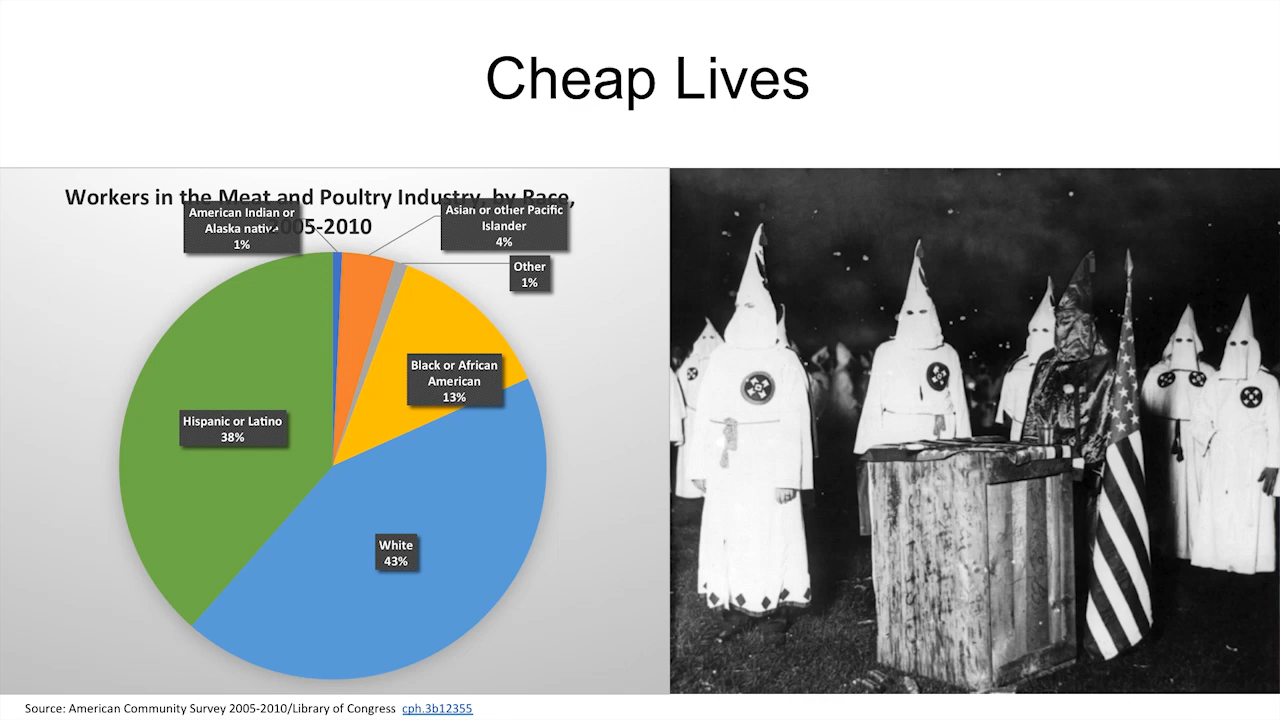 Cheap Lives
Workers in the Meat and Poultry Industry, by Race,
2005-2010
American Indian or
Alaska native
1%
Asian or other Pacific
Islander
4%
Other
1%
Black or African
American
13%
Hispanic or Latino
38%
White
43%
Source: American Community Survey 2005-2010/Library of Congress cph.3b12355